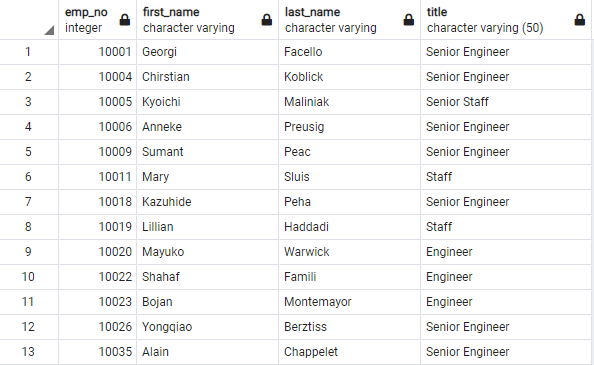 emp_no first_name last_name title
integer character varying character varying character varying (50)
1 10001 Georgi Facello Senior Engineer
2 10004 Chirstian Koblick Senior Engineer
3 10005 Kyoichi Maliniak Senior Staff
4 10006 Anneke Preusig Senior Engineer
5 10009 Sumant Peac Senior Engineer
6 10011 Mary Sluis Staff
7 10018 Kazuhide Peha Senior Engineer
8 10019 Lillian Haddadi Staff
9 10020 Mayuko Warwick Engineer
10 10022 Shahaf Famili Engineer
11 10023 Bojan Montemayor Engineer
12 10026 Yongqiao Berztiss Senior Engineer
13 10035 Alain Chappelet Senior Engineer